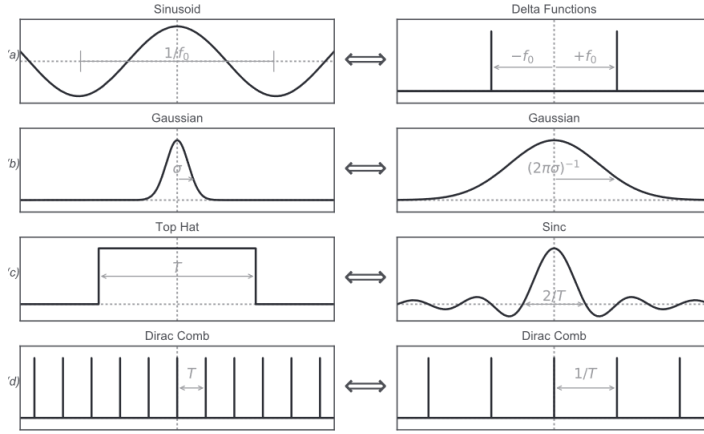 Sinusoid
Delta Functions
(a)
1/f₀
−f₀
+f₀
Gaussian
Gaussian
(b)
σ
(2πσ)⁻¹
Top Hat
Sinc
(c)
T
2/T
Dirac Comb
Dirac Comb
(d)
T
1/T